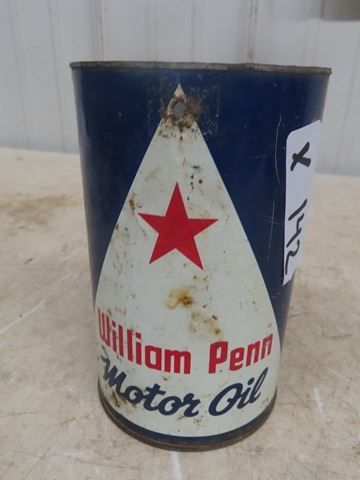 William Penn
Motor Oil
X 142